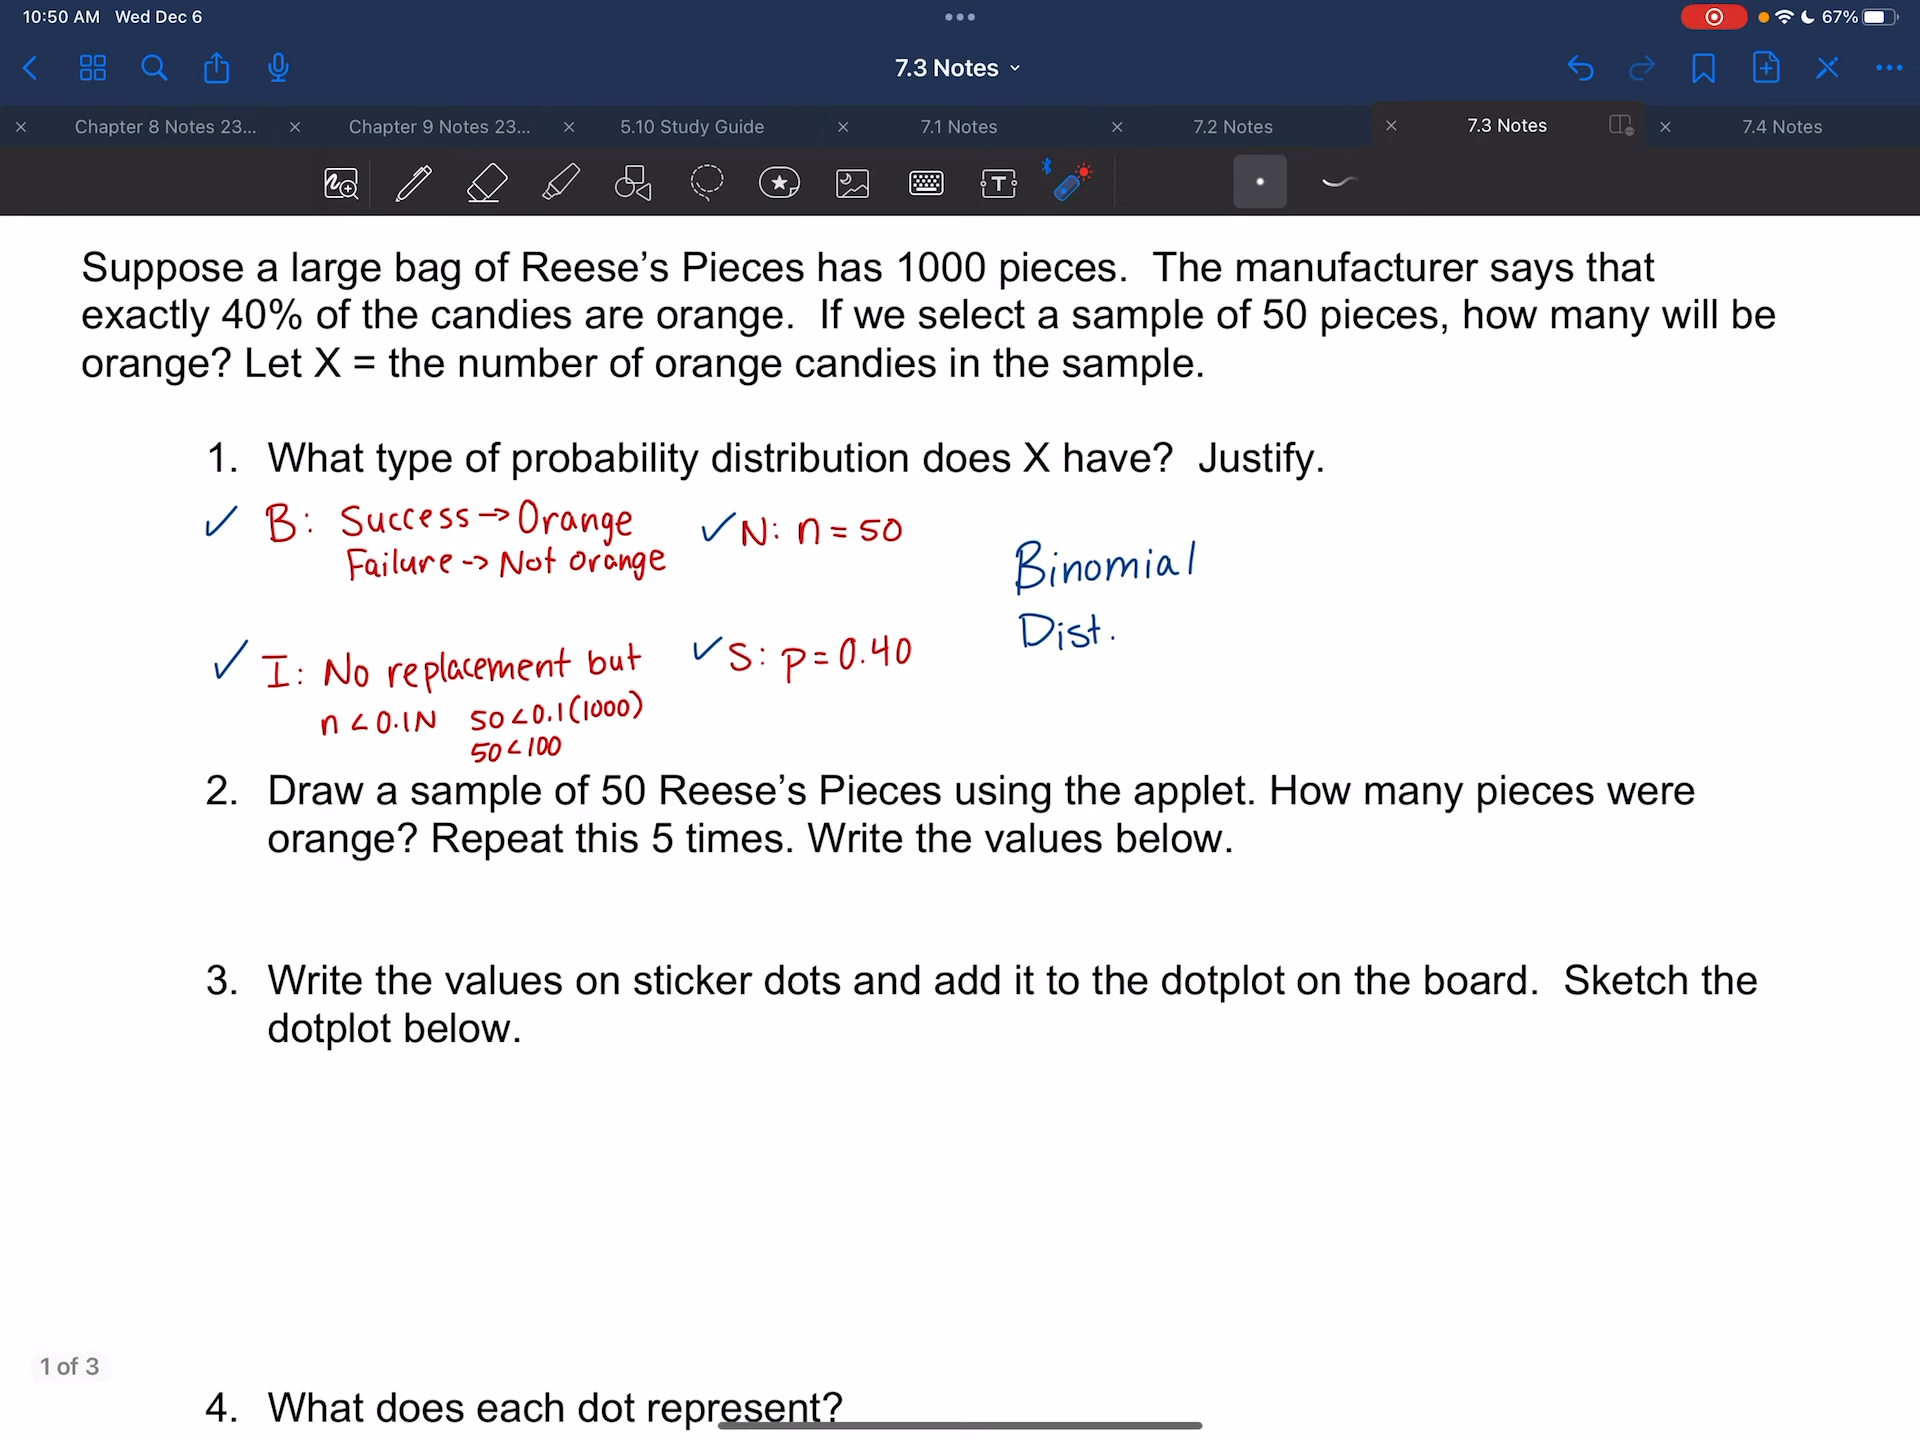 10:50 AM Wed Dec 6
67%
7.3 Notes
Chapter 8 Notes 23...
Chapter 9 Notes 23...
5.10 Study Guide
7.1 Notes
7.2 Notes
7.3 Notes
7.4 Notes
Suppose a large bag of Reese's Pieces has 1000 pieces. The manufacturer says that
exactly 40% of the candies are orange. If we select a sample of 50 pieces, how many will be
orange? Let X = the number of orange candies in the sample.
1. What type of probability distribution does X have? Justify.
✓ B: Success → Orange
Failure -> Not orange
✓ N: n = 50
Binomial
Dist.
✓ I: No replacement but
n < 0.1N 50 < 0.1(1000)
50 < 100
✓ S: p = 0.40
2. Draw a sample of 50 Reese's Pieces using the applet. How many pieces were
orange? Repeat this 5 times. Write the values below.
3. Write the values on sticker dots and add it to the dotplot on the board. Sketch the
dotplot below.
1 of 3
4. What does each dot represent?